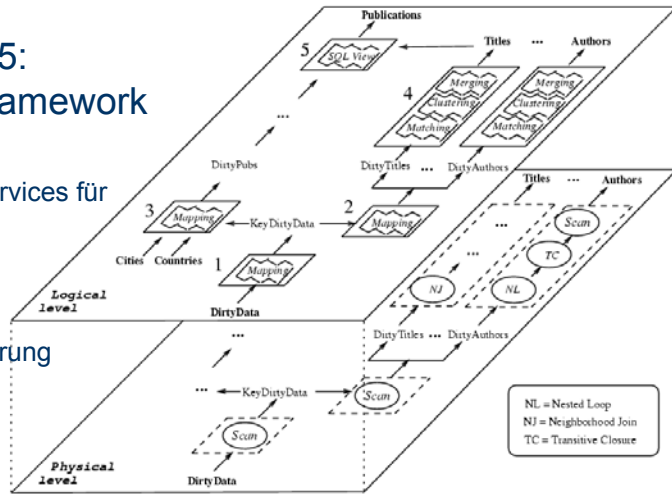 5:
amework
ervices für
rung
Publications
5
SQL View
Titles ... Authors
...
4
Merging
Clustering
Matching
Merging
Clustering
Matching
DirtyPubs
DirtyTitles ... DirtyAuthors
3
Mapping
KeyDirtyData
2
Mapping
Cities Countries
1
Mapping
DirtyData
Logical
level
Titles ... Authors
...
Scan
...
TC
NJ
NL
DirtyTitles ... DirtyAuthors
...
...
KeyDirtyData
Scan
Scan
DirtyData
Physical
level
NL = Nested Loop
NJ = Neighborhood Join
TC = Transitive Closure